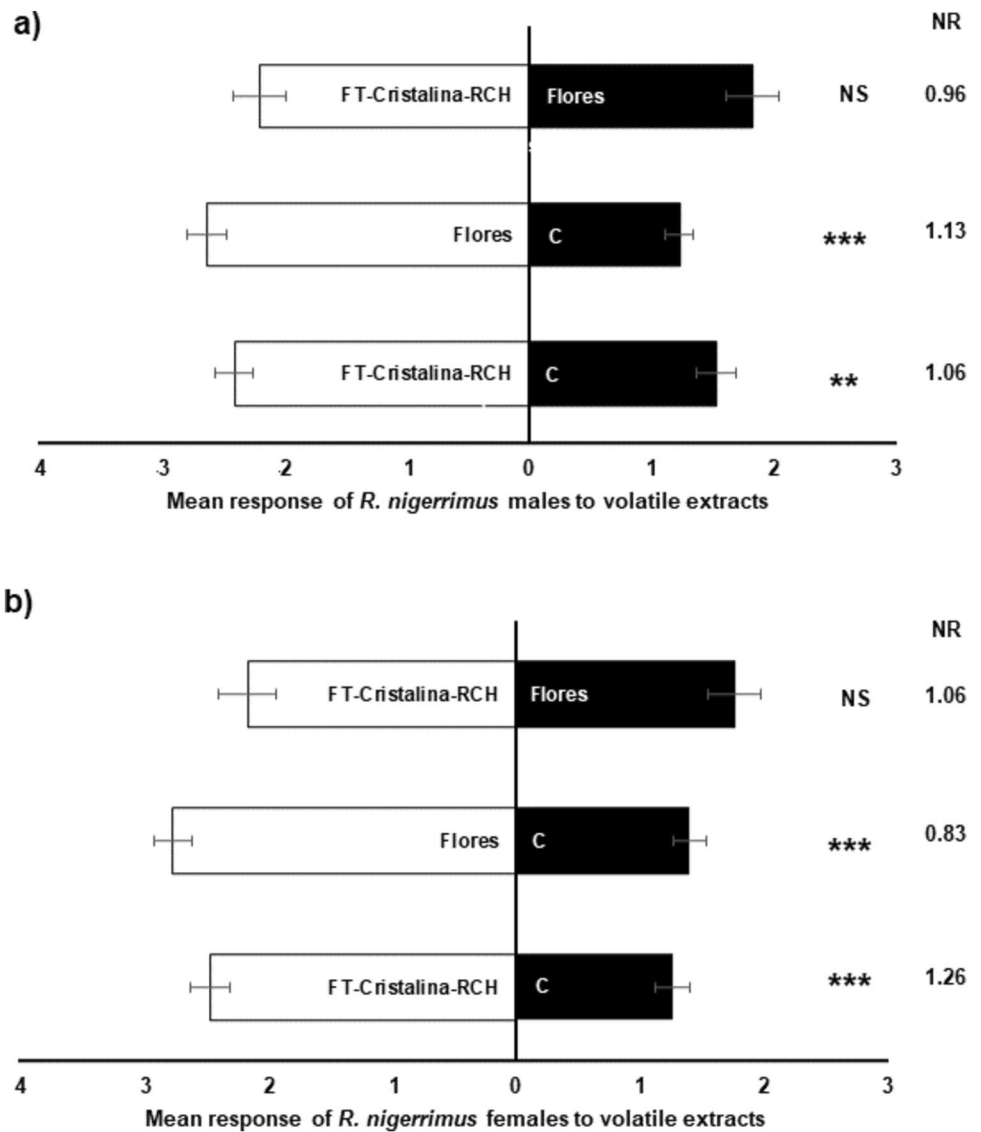 a)
NR
FT-Cristalina-RCH Flores NS 0.96
Flores C *** 1.13
FT-Cristalina-RCH C ** 1.06
4 3 2 1 0 1 2 3
Mean response of R. nigerrimus males to volatile extracts
b)
NR
FT-Cristalina-RCH Flores NS 1.06
Flores C *** 0.83
FT-Cristalina-RCH C *** 1.26
4 3 2 1 0 1 2 3
Mean response of R. nigerrimus females to volatile extracts